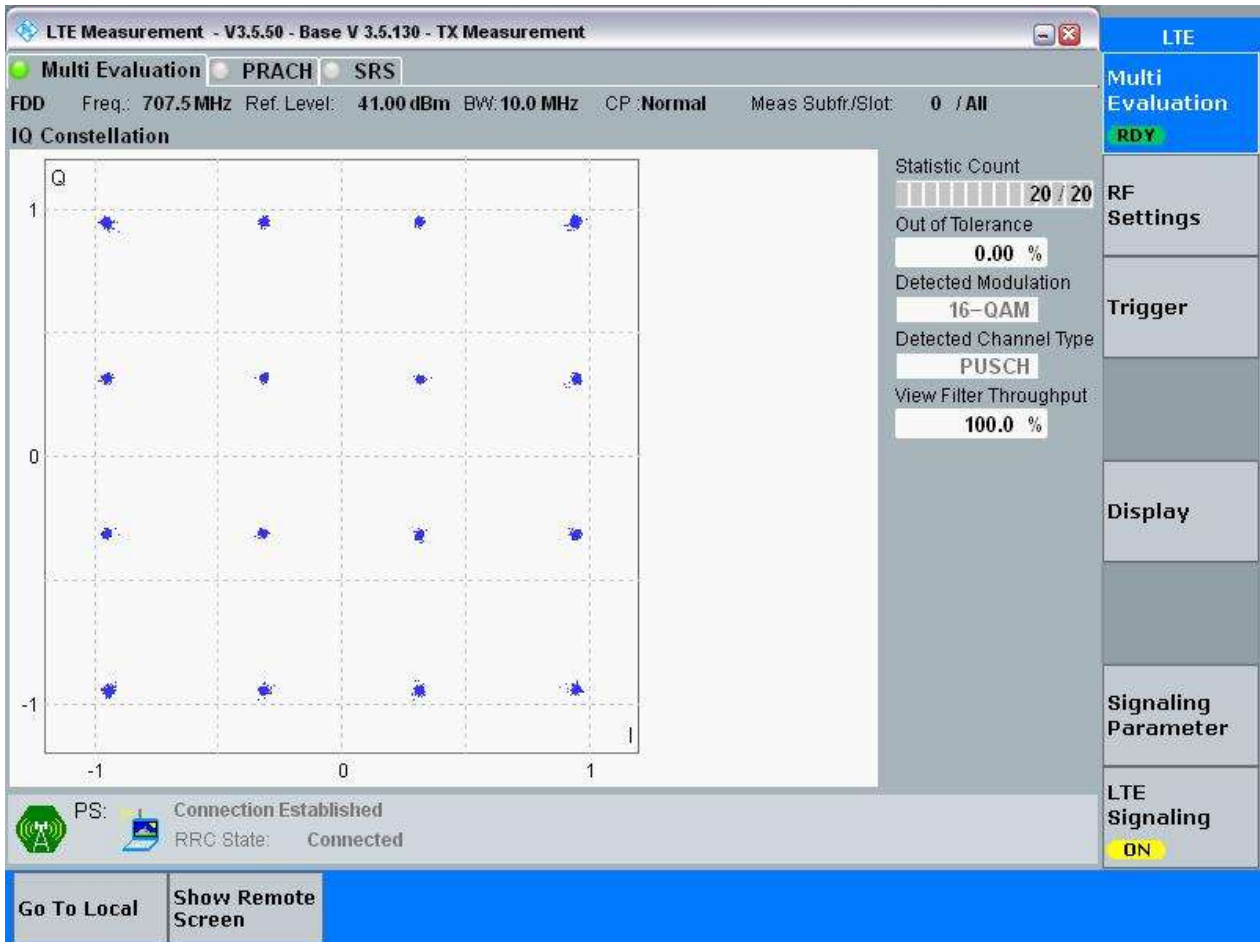 LTE Measurement - V3.5.50 - Base V 3.5.130 - TX Measurement
Multi Evaluation PRACH SRS
FDD Freq.: 707.5 MHz Ref. Level: 41.00 dBm BW: 10.0 MHz CP :Normal Meas Subfr./Slot: 0 / All
IQ Constellation
Q
1
0
-1
I
-1 0 1
Statistic Count
20 / 20
Out of Tolerance
0.00 %
Detected Modulation
16-QAM
Detected Channel Type
PUSCH
View Filter Throughput
100.0 %
PS: Connection Established
RRC State: Connected
LTE
Multi
Evaluation
RDY
RF
Settings
Trigger
Display
Signaling
Parameter
LTE
Signaling
ON
Go To Local
Show Remote
Screen